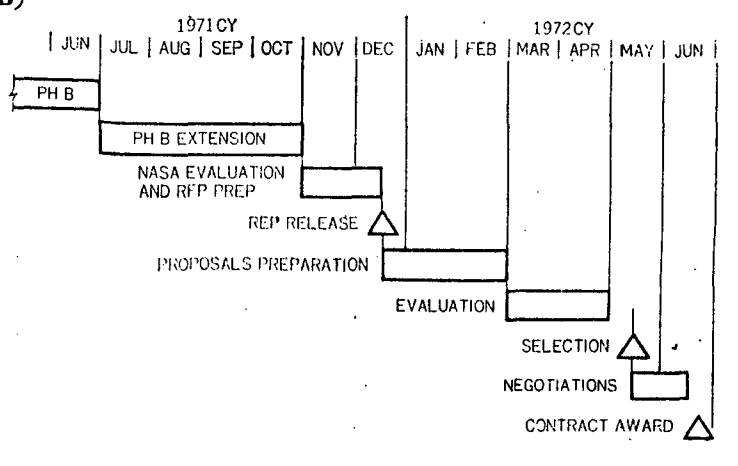 1971CY
1972CY
JUN JUL AUG SEP OCT NOV DEC JAN FEB MAR APR MAY JUN
PH B
PH B EXTENSION
NASA EVALUATION
AND RFP PREP
RFP RELEASE
PROPOSALS PREPARATION
EVALUATION
SELECTION
NEGOTIATIONS
CONTRACT AWARD